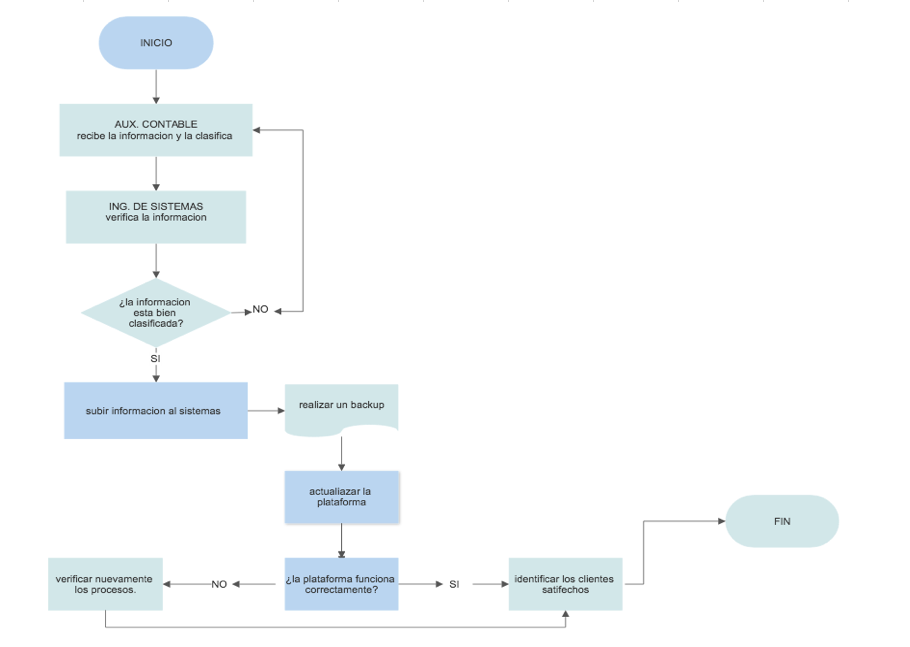 INICIO
AUX. CONTABLE
recibe la informacion y la clasifica
ING. DE SISTEMAS
verifica la informacion
¿la informacion
esta bien
clasificada?
NO
SI
subir informacion al sistemas
realizar un backup
actualiazar la
plataforma
FIN
verificar nuevamente
los procesos.
NO
¿la plataforma funciona
correctamente?
SI
identificar los clientes
satifechos